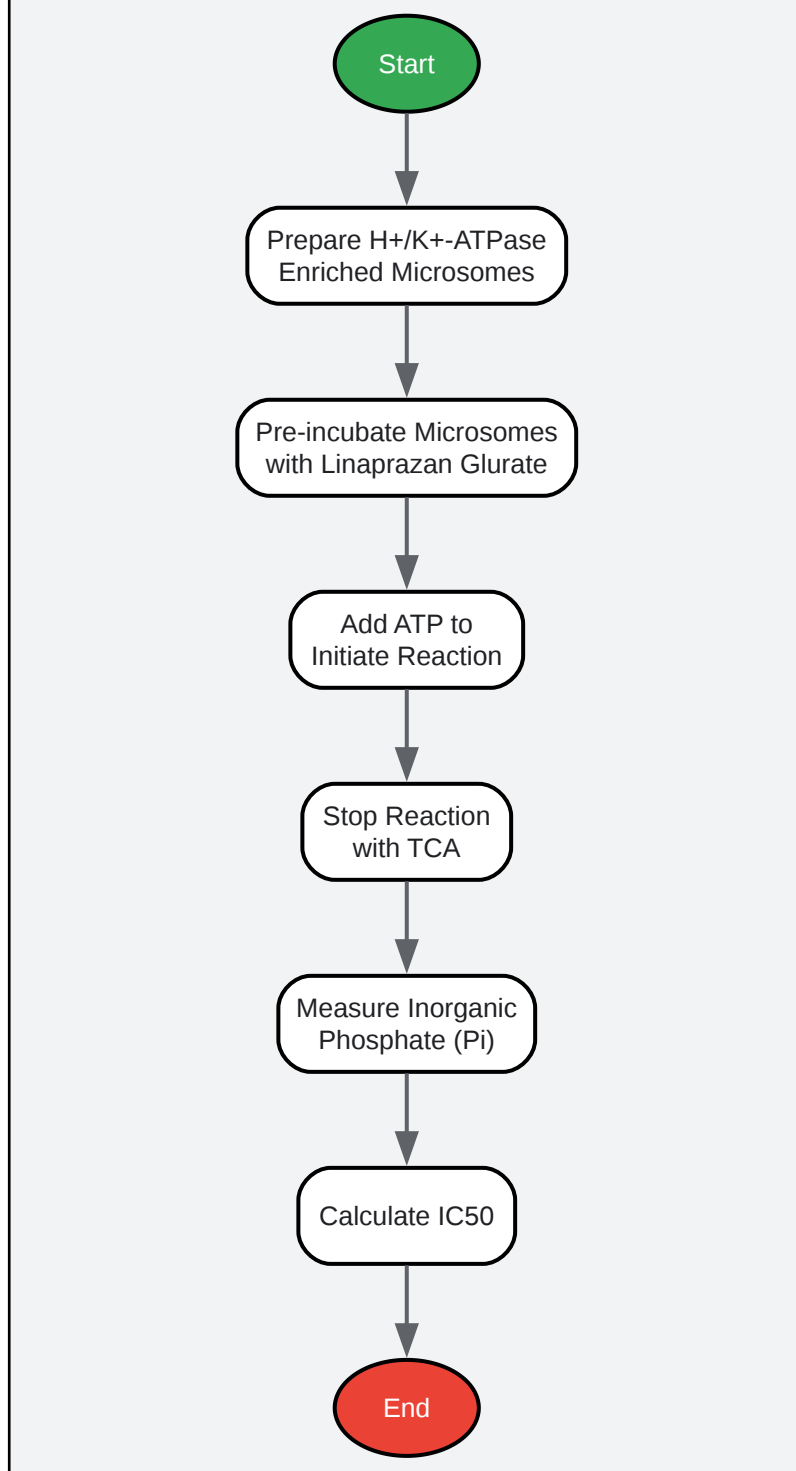 Start
Prepare H+/K+-ATPase
Enriched Microsomes
Pre-incubate Microsomes
with Linaprazan Glurate
Add ATP to
Initiate Reaction
Stop Reaction
with TCA
Measure Inorganic
Phosphate (Pi)
Calculate IC50
End